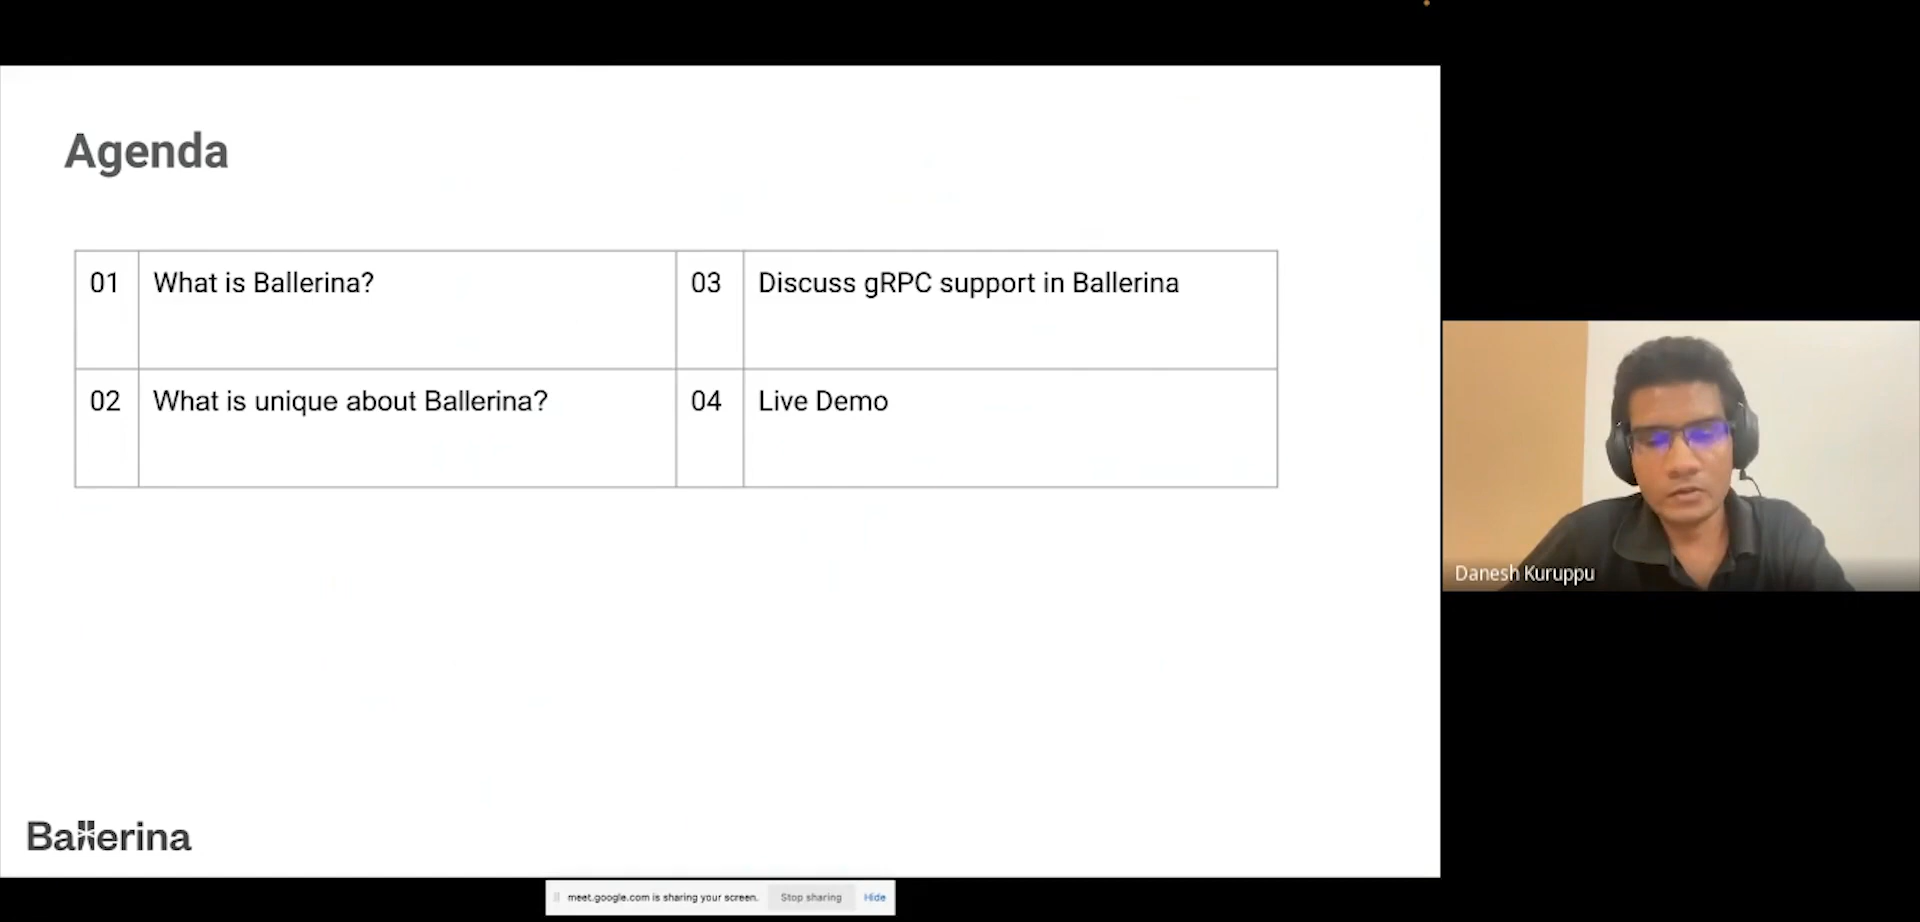 Agenda
01 What is Ballerina? 03 Discuss gRPC support in Ballerina
02 What is unique about Ballerina? 04 Live Demo
Danesh Kuruppu
Ballerina
meet.google.com is sharing your screen. Stop sharing Hide